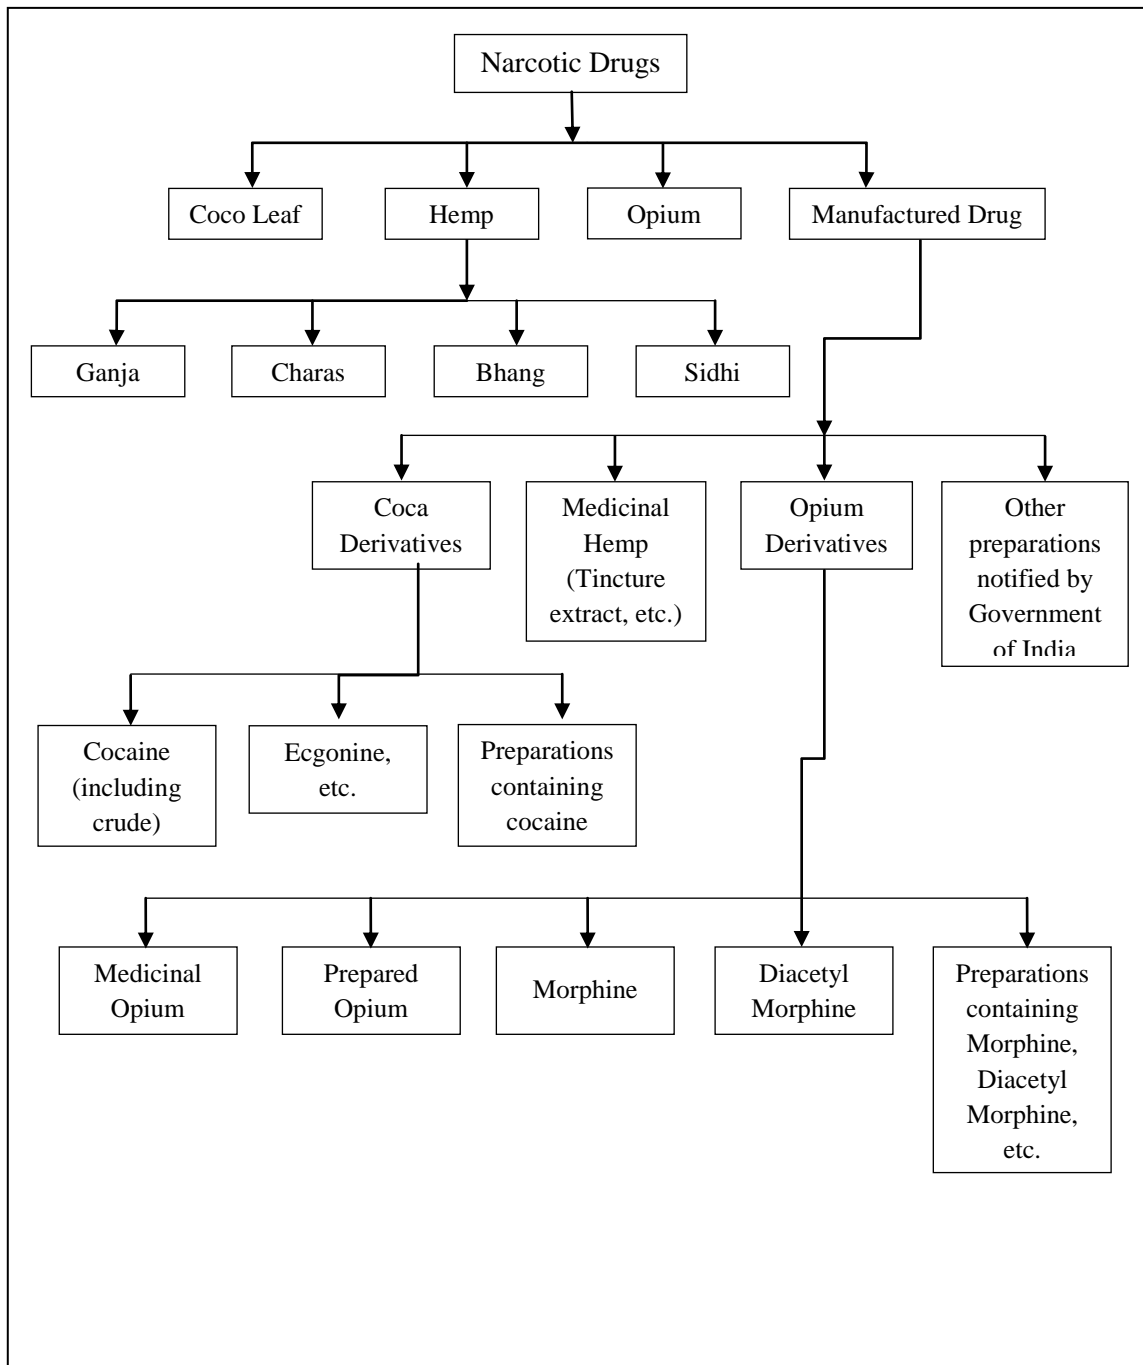 Narcotic Drugs
Coco Leaf
Hemp
Opium
Manufactured Drug
Ganja
Charas
Bhang
Sidhi
Coca
Derivatives
Medicinal
Hemp
(Tincture
extract, etc.)
Opium
Derivatives
Other
preparations
notified by
Government
of India
Cocaine
(including
crude)
Ecgonine,
etc.
Preparations
containing
cocaine
Medicinal
Opium
Prepared
Opium
Morphine
Diacetyl
Morphine
Preparations
containing
Morphine,
Diacetyl
Morphine,
etc.